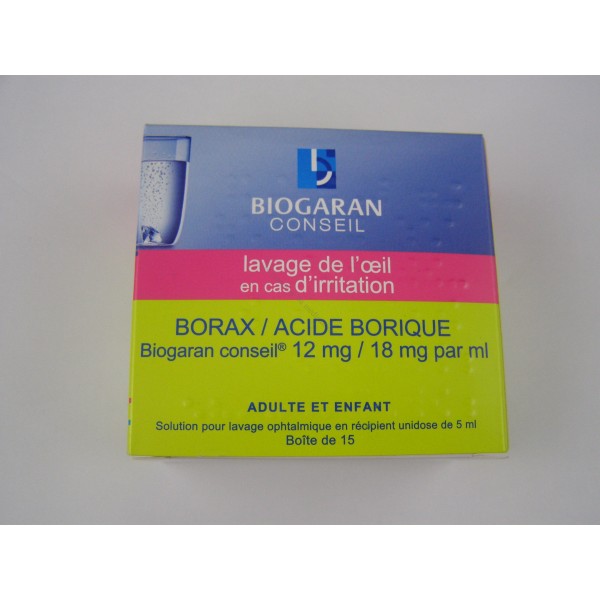 BIOGARAN
CONSEIL
lavage de l'œil
en cas d'irritation
BORAX / ACIDE BORIQUE
Biogaran conseil® 12 mg / 18 mg par ml
ADULTE ET ENFANT
Solution pour lavage ophtalmique en récipient unidose de 5 ml
Boîte de 15